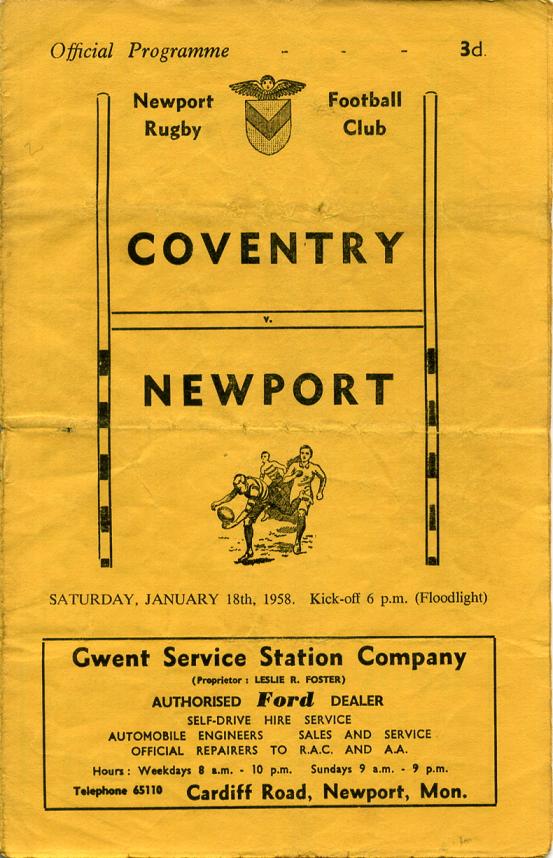 Official Programme - - - 3d.
Newport Football
Rugby Club
COVENTRY
v.
NEWPORT
SATURDAY, JANUARY 18th, 1958. Kick-off 6 p.m. (Floodlight)
Gwent Service Station Company
(Proprietor : LESLIE R. FOSTER)
AUTHORISED Ford DEALER
SELF-DRIVE HIRE SERVICE
AUTOMOBILE ENGINEERS SALES AND SERVICE
OFFICIAL REPAIRERS TO R.A.C. AND A.A.
Hours : Weekdays 8 a.m. - 10 p.m. Sundays 9 a.m. - 9 p.m.
Telephone 65110 Cardiff Road, Newport, Mon.